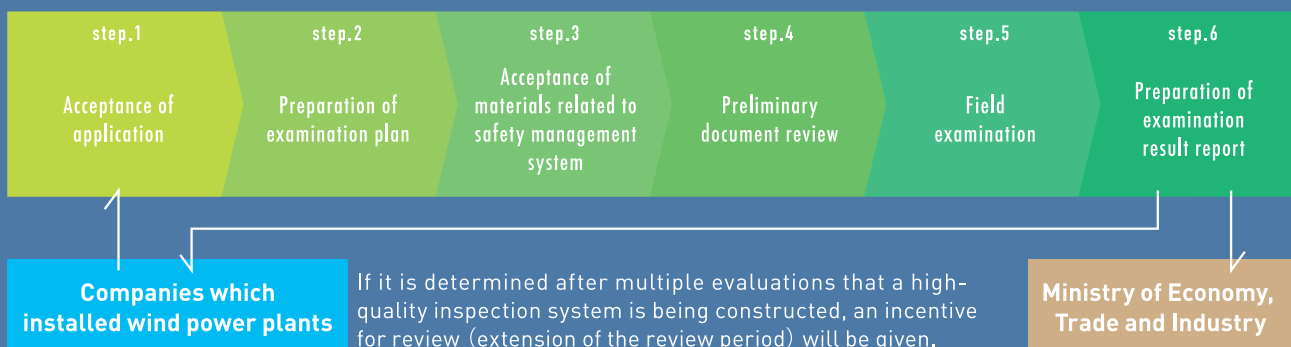 step.1
Acceptance of
application
step.2
Preparation of
examination plan
step.3
Acceptance of
materials related to
safety management
system
step.4
Preliminary
document review
step.5
Field
examination
step.6
Preparation of
examination
result report
Companies which
installed wind power plants
If it is determined after multiple evaluations that a high-
quality inspection system is being constructed, an incentive
for review (extension of the review period) will be given.
Ministry of Economy,
Trade and Industry